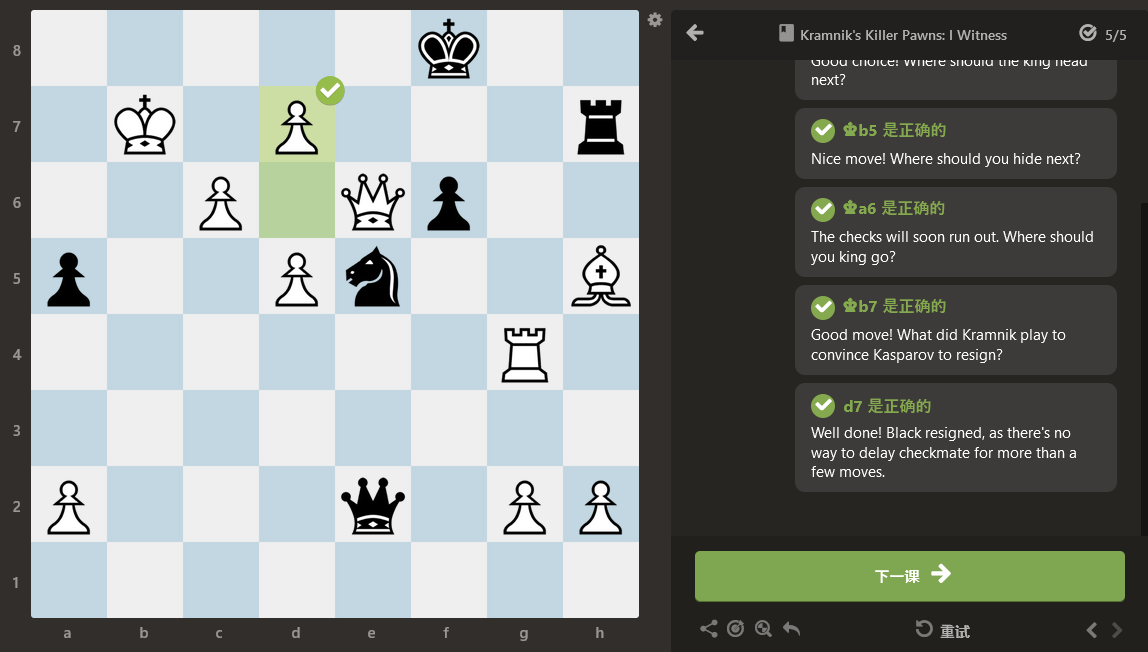 8
7
6
5
4
3
2
1
a b c d e f g h
Kramnik's Killer Pawns: I Witness
5/5
Good choice! Where should the king head
next?
b5 是正确的
Nice move! Where should you hide next?
a6 是正确的
The checks will soon run out. Where should
you king go?
b7 是正确的
Good move! What did Kramnik play to
convince Kasparov to resign?
d7 是正确的
Well done! Black resigned, as there's no
way to delay checkmate for more than a
few moves.
下一课
重试